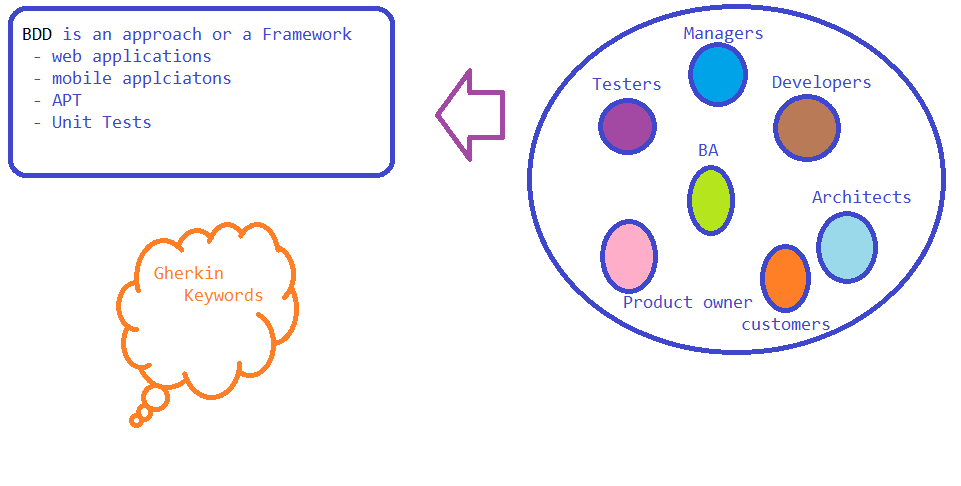 BDD is an approach or a Framework
- web applications
- mobile applciatons
- APT
- Unit Tests
Managers
Testers
Developers
BA
Architects
Product owner
customers
Gherkin
Keywords